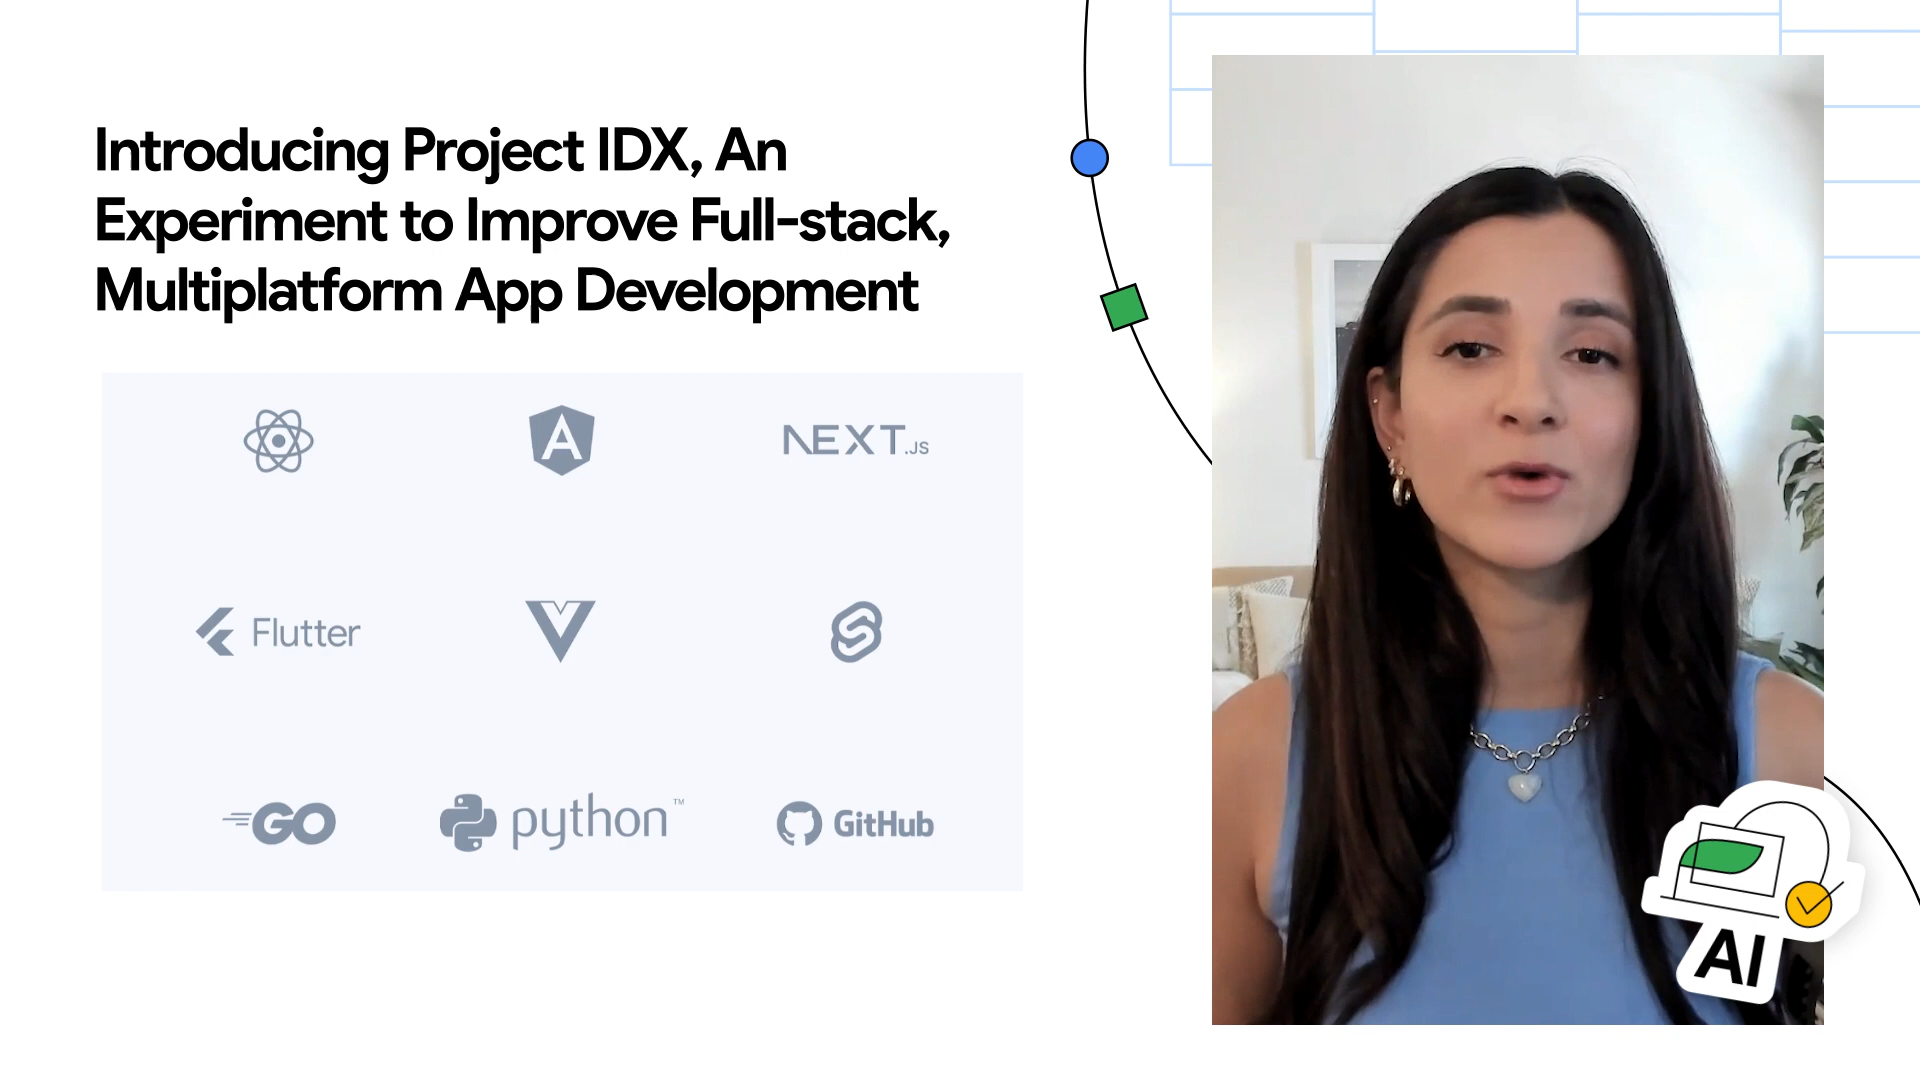 Introducing Project IDX, An
Experiment to Improve Full-stack,
Multiplatform App Development
NEXT.JS
Flutter
GO
python™
GitHub
AI